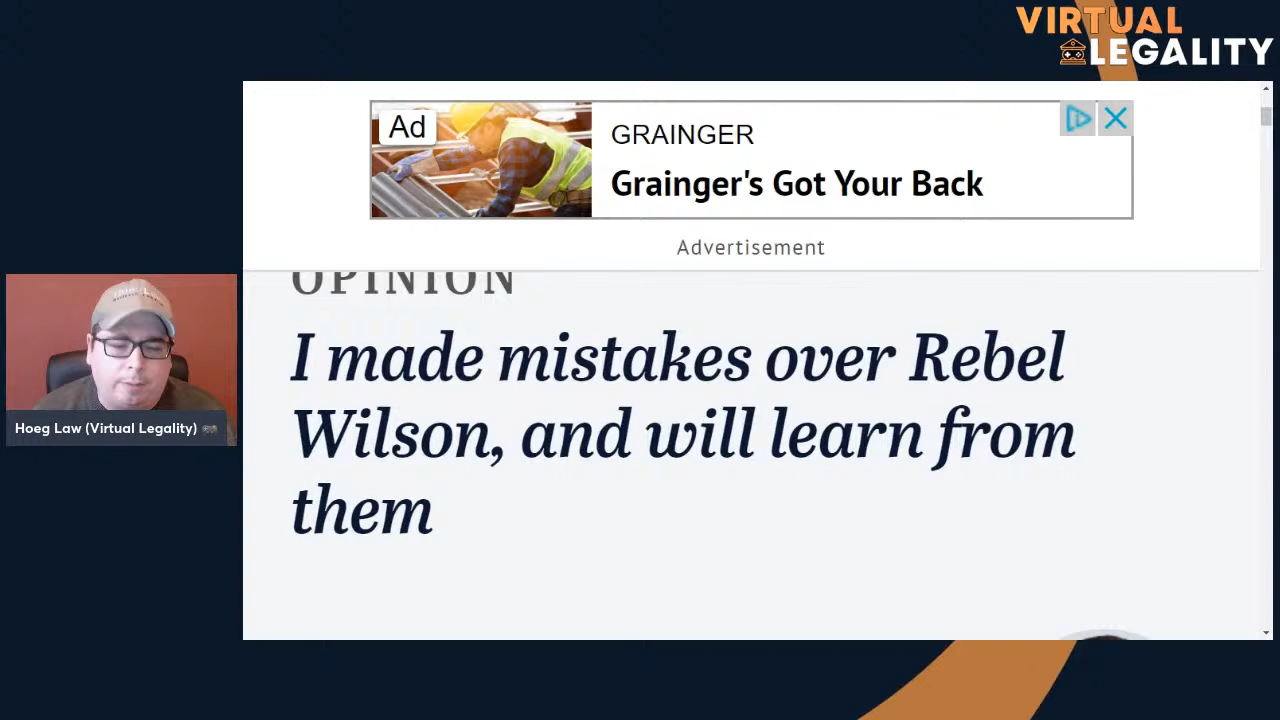 VIRTUAL
LEGALITY
Ad
GRAINGER
Grainger's Got Your Back
Advertisement
OPINION
I made mistakes over Rebel
Wilson, and will learn from
them
Hoeg Law (Virtual Legality)